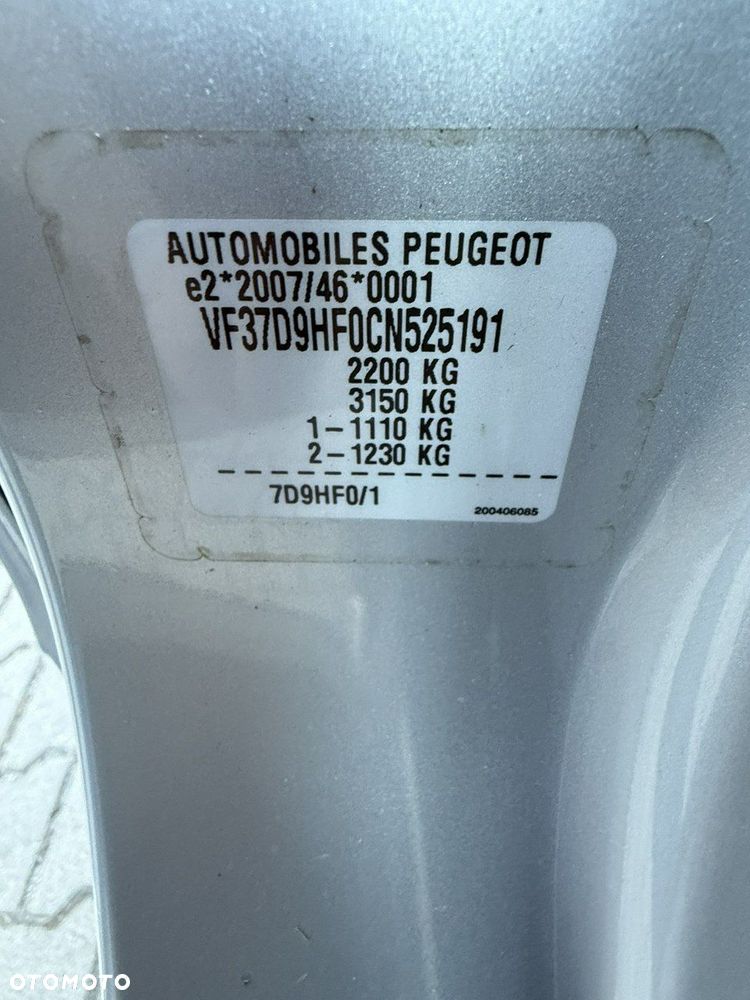 AUTOMOBILES PEUGEOT
e2*2007/46*0001
VF37D9HF0CN525191
2200 KG
3150 KG
1-1110 KG
2-1230 KG
7D9HF0/1
200406085
OTOMOTO